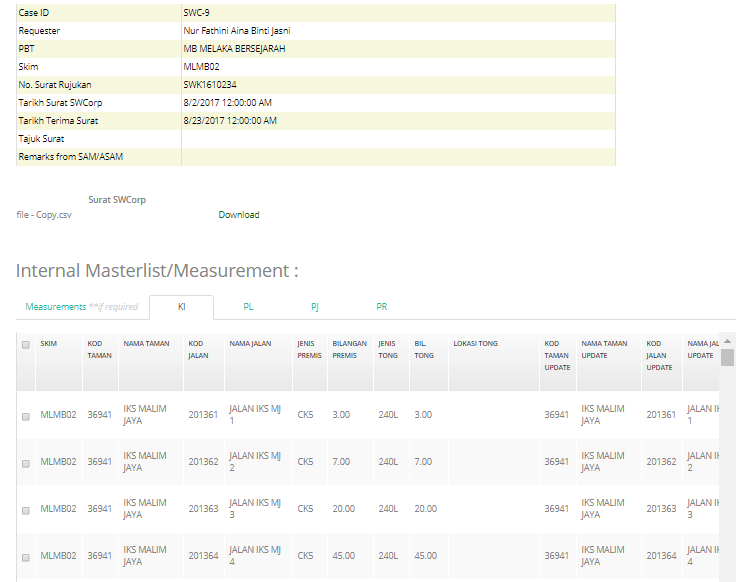 Case ID SWC-9
Requester Nur Fathini Aina Binti Jasni
PBT MB MELAKA BERSEJARAH
Skim MLMB02
No. Surat Rujukan SWK1610234
Tarikh Surat SWCorp 8/2/2017 12:00:00 AM
Tarikh Terima Surat 8/23/2017 12:00:00 AM
Tajuk Surat
Remarks from SAM/ASAM
Surat SWCorp
file - Copy.csv Download
Internal Masterlist/Measurement :
Measurements **if required KI PL PJ PR
SKIM KOD NAMA TAMAN KOD NAMA JALAN JENIS BILANGAN JENIS BIL. LOKASI TONG KOD NAMA TAMAN KOD NAMA JAL
TAMAN JALAN PREMIS PREMIS TONG TONG TAMAN UPDATE JALAN UPDATE
UPDATE UPDATE
MLMB02 36941 IKS MALIM 201361 JALAN IKS MJ CK5 3.00 240L 3.00 36941 IKS MALIM 201361 JALAN
JAYA 1 JAYA 1
MLMB02 36941 IKS MALIM 201362 JALAN IKS MJ CK5 7.00 240L 7.00 36941 IKS MALIM 201362 JALAN
JAYA 2 JAYA 2
MLMB02 36941 IKS MALIM 201363 JALAN IKS MJ CK5 20.00 240L 20.00 36941 IKS MALIM 201363 JALAN
JAYA 3 JAYA 3
MLMB02 36941 IKS MALIM 201364 JALAN IKS MJ CK5 45.00 240L 45.00 36941 IKS MALIM 201364 JALAN
JAYA 4 JAYA 4